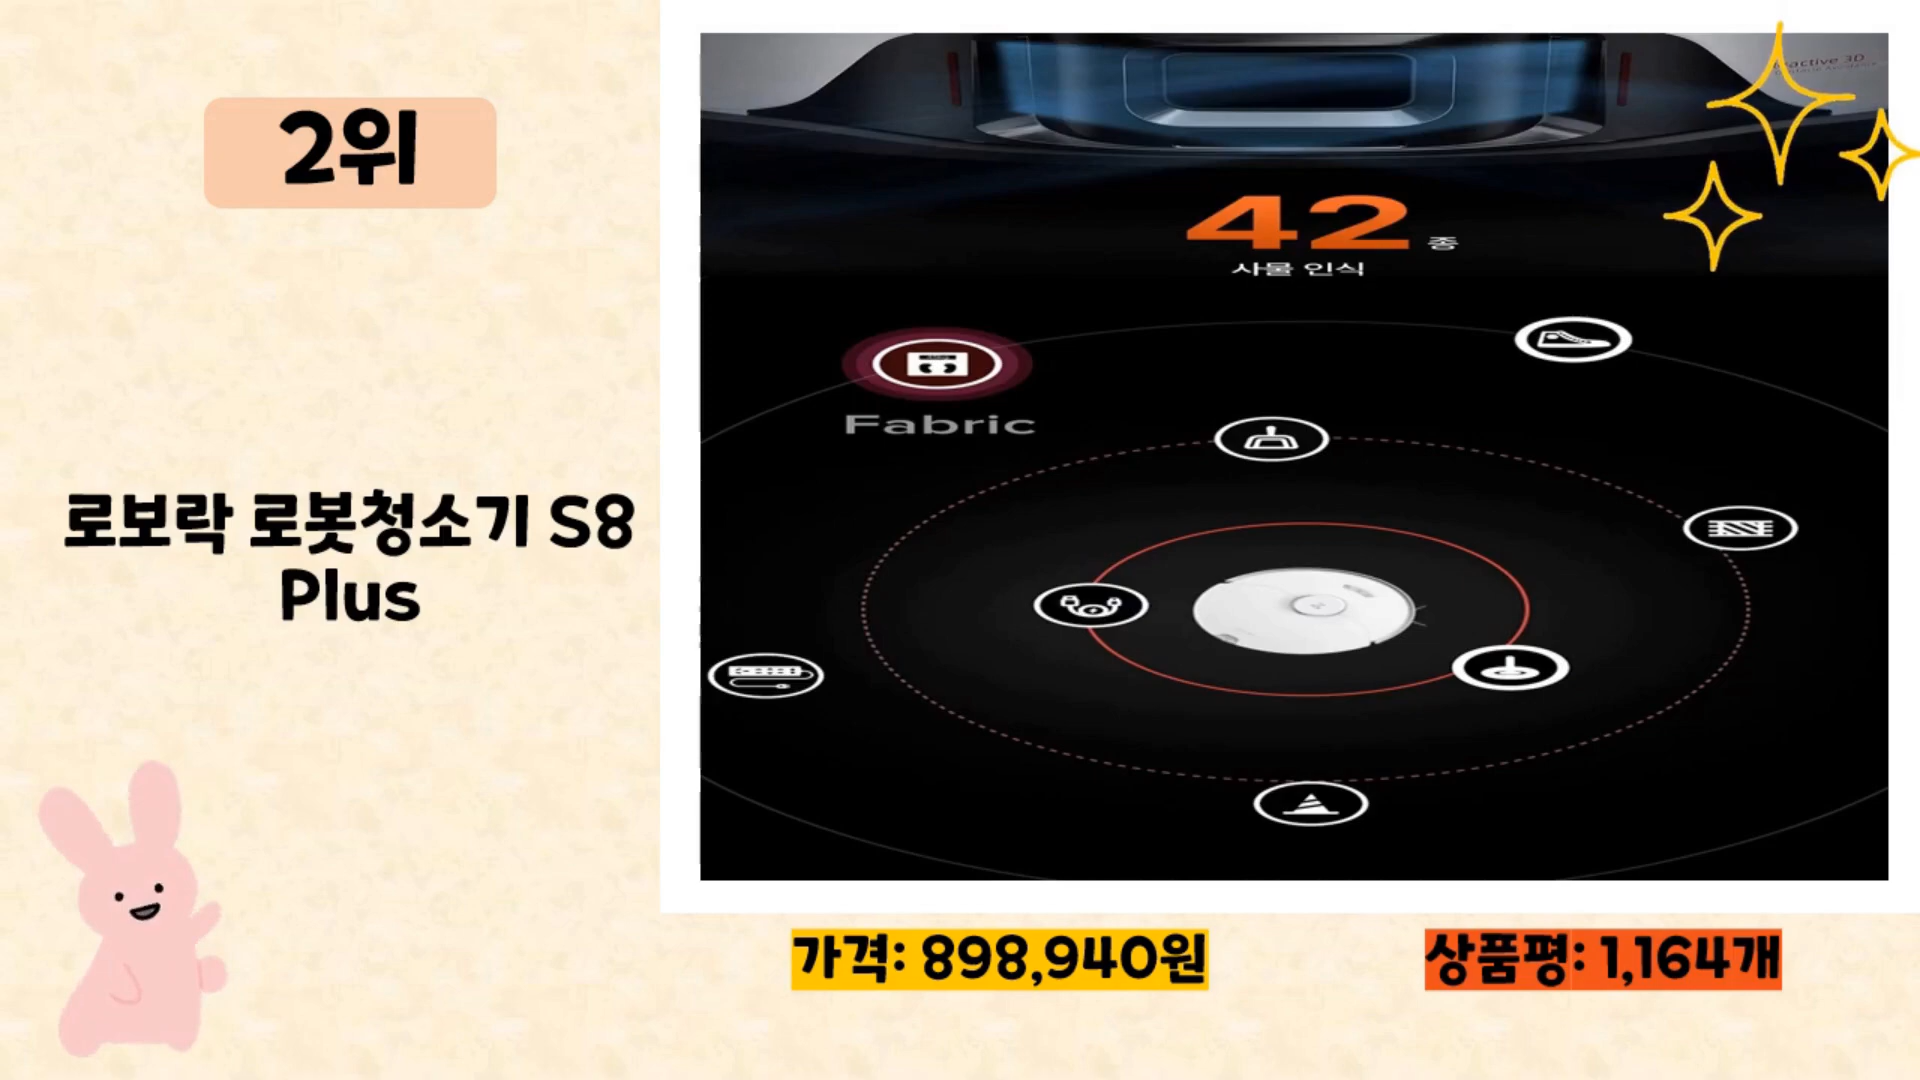 2위
로보락 로봇청소기 S8
Plus
42 종
사물 인식
Fabric
가격: 898,940원
상품평: 1,164개